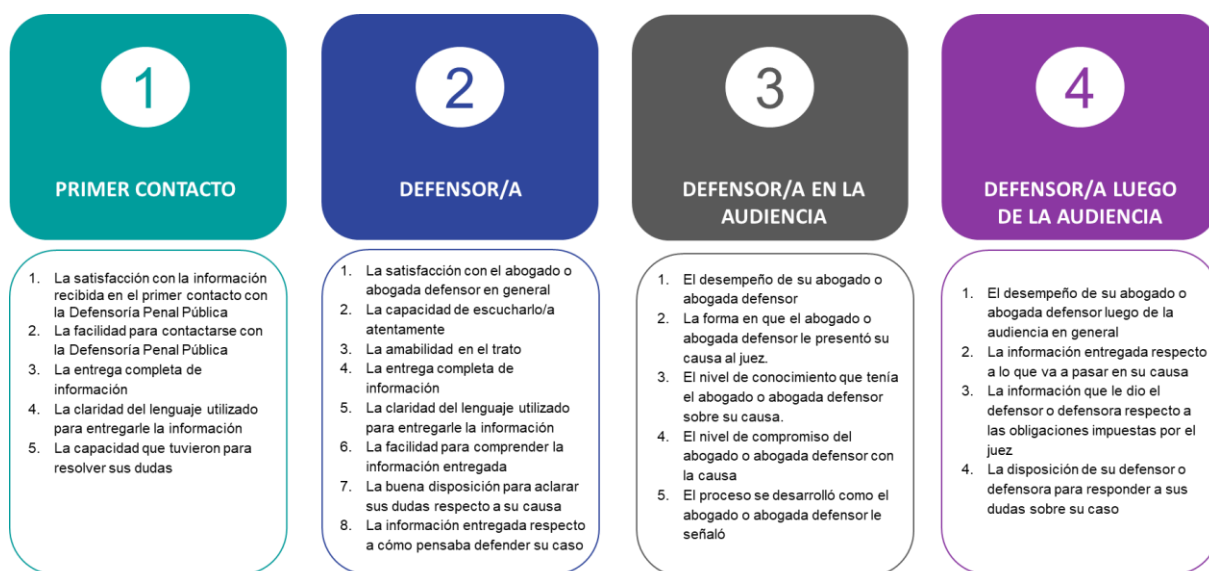 1
PRIMER CONTACTO
1. La satisfacción con la información
recibida en el primer contacto con
la Defensoría Penal Pública
2. La facilidad para contactarse con
la Defensoría Penal Pública
3. La entrega completa de
información
4. La claridad del lenguaje utilizado
para entregarle la información
5. La capacidad que tuvieron para
resolver sus dudas
2
DEFENSOR/A
1. La satisfacción con el abogado o
abogada defensor en general
2. La capacidad de escucharlo/a
atentamente
3. La amabilidad en el trato
4. La entrega completa de
información
5. La claridad del lenguaje utilizado
para entregarle la información
6. La facilidad para comprender la
información entregada
7. La buena disposición para aclarar
sus dudas respecto a su causa
8. La información entregada respecto
a cómo pensaba defender su caso
3
DEFENSOR/A EN LA
AUDIENCIA
1. El desempeño de su abogado o
abogada defensor
2. La forma en que el abogado o
abogada defensor le presentó su
causa al juez.
3. El nivel de conocimiento que tenía
el abogado o abogada defensor
sobre su causa.
4. El nivel de compromiso del
abogado o abogada defensor con
la causa
5. El proceso se desarrolló como el
abogado o abogada defensor le
señaló
4
DEFENSOR/A LUEGO
DE LA AUDIENCIA
1. El desempeño de su abogado o
abogada defensor luego de la
audiencia en general
2. La información entregada respecto
a lo que va a pasar en su causa
3. La información que le dio el
defensor o defensora respecto a
las obligaciones impuestas por el
juez
4. La disposición de su defensor o
defensora para responder a sus
dudas sobre su caso